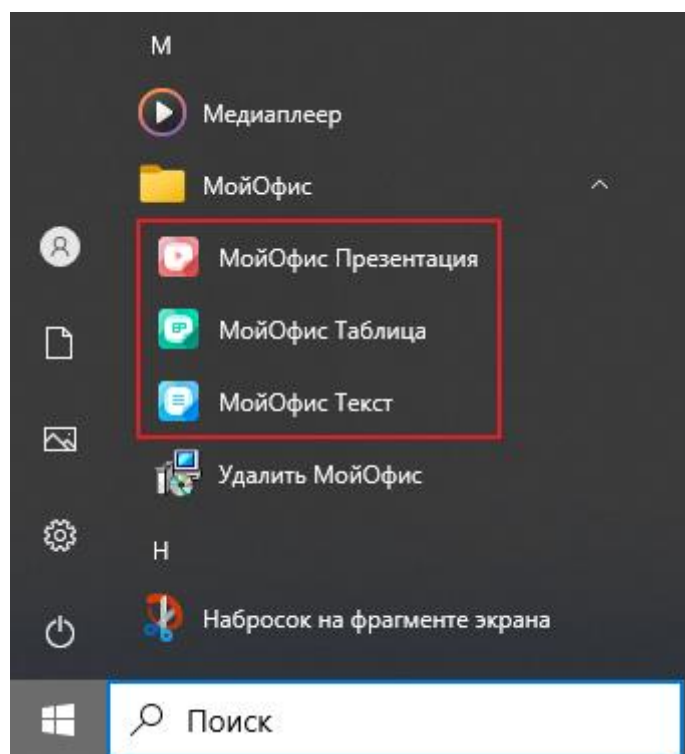 М
Медиаплеер
МойОфис
МойОфис Презентация
МойОфис Таблица
МойОфис Текст
Удалить МойОфис
Н
Набросок на фрагменте экрана
Поиск